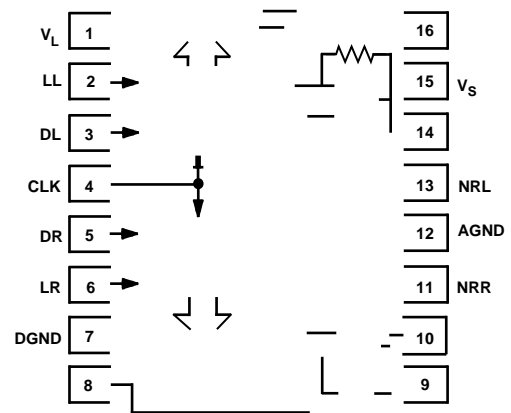 V_L 1
LL 2
DL 3
CLK 4
DR 5
LR 6
DGND 7
8
16
15 V_S
14
13 NRL
12 AGND
11 NRR
10
9